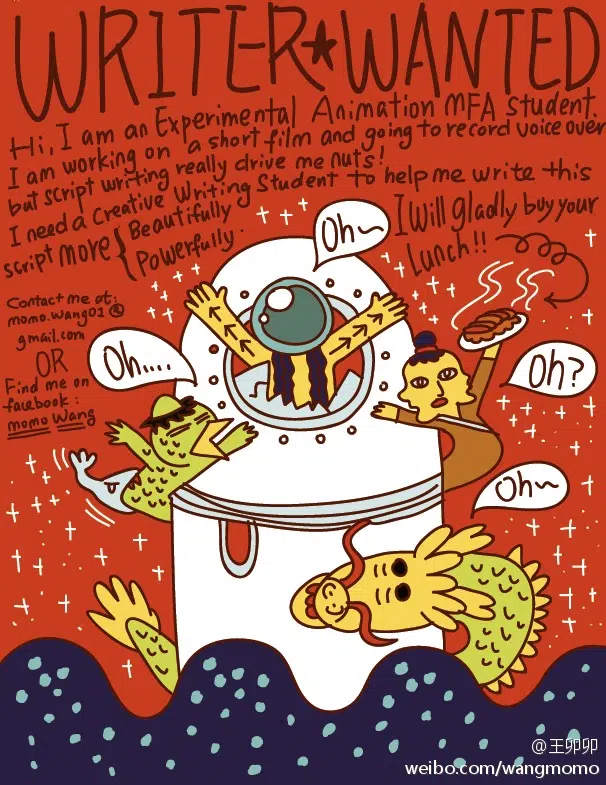 WRITER★WANTED
Hi, I am an Experimental Animation MFA student.
I am working on a short film and going to record voice over
but script writing really drive me nuts!
I need a Creative Writing Student to help me write this
script more { Beautifully
Powerfully.
I will gladly buy your
Lunch!!
Contact me at:
momo.wang02@
gmail.com
OR
Find me on
facebook:
momo Wang
Oh~
Oh....
Oh?
Oh~
@王卯卯
weibo.com/wangmomo